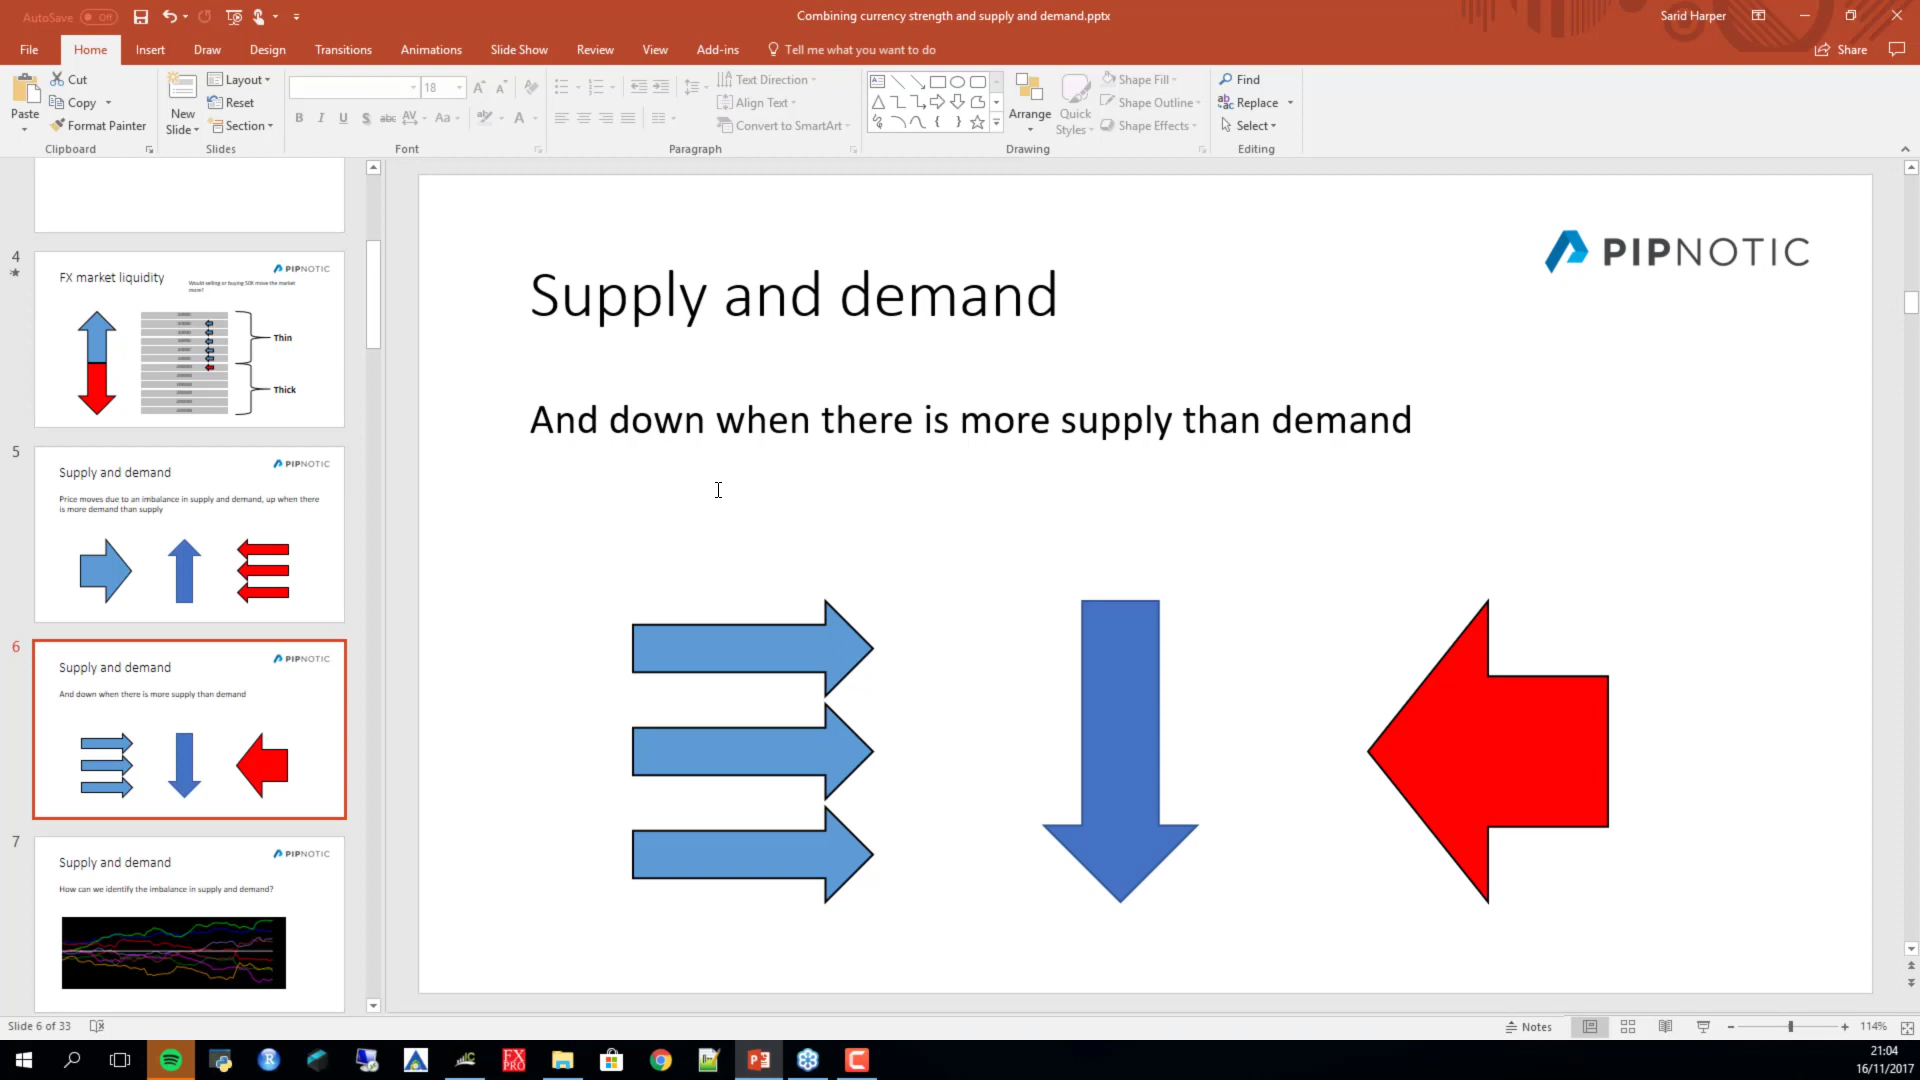 AutoSave Off
Combining currency strength and supply and demand.pptx
Sarid Harper
File Home Insert Draw Design Transitions Animations Slide Show Review View Add-ins Tell me what you want to do
Share
Paste
Cut
Copy
Format Painter
Clipboard
New Slide
Layout
Reset
Section
Slides
18
Font
Text Direction
Align Text
Convert to SmartArt
Paragraph
Arrange
Quick Styles
Shape Fill
Shape Outline
Shape Effects
Drawing
Find
Replace
Select
Editing
4
FX market liquidity
PIPNOTIC
Would selling or buying 50K move the market
more?
Thin
Thick
5
PIPNOTIC
Supply and demand
Price moves due to an imbalance in supply and demand, up when there
is more demand than supply
6
PIPNOTIC
Supply and demand
And down when there is more supply than demand
7
PIPNOTIC
Supply and demand
How can we identify the imbalance in supply and demand?
PIPNOTIC
Supply and demand
And down when there is more supply than demand
Slide 6 of 33
Notes
114%
FX PRO
21:04
16/11/2017